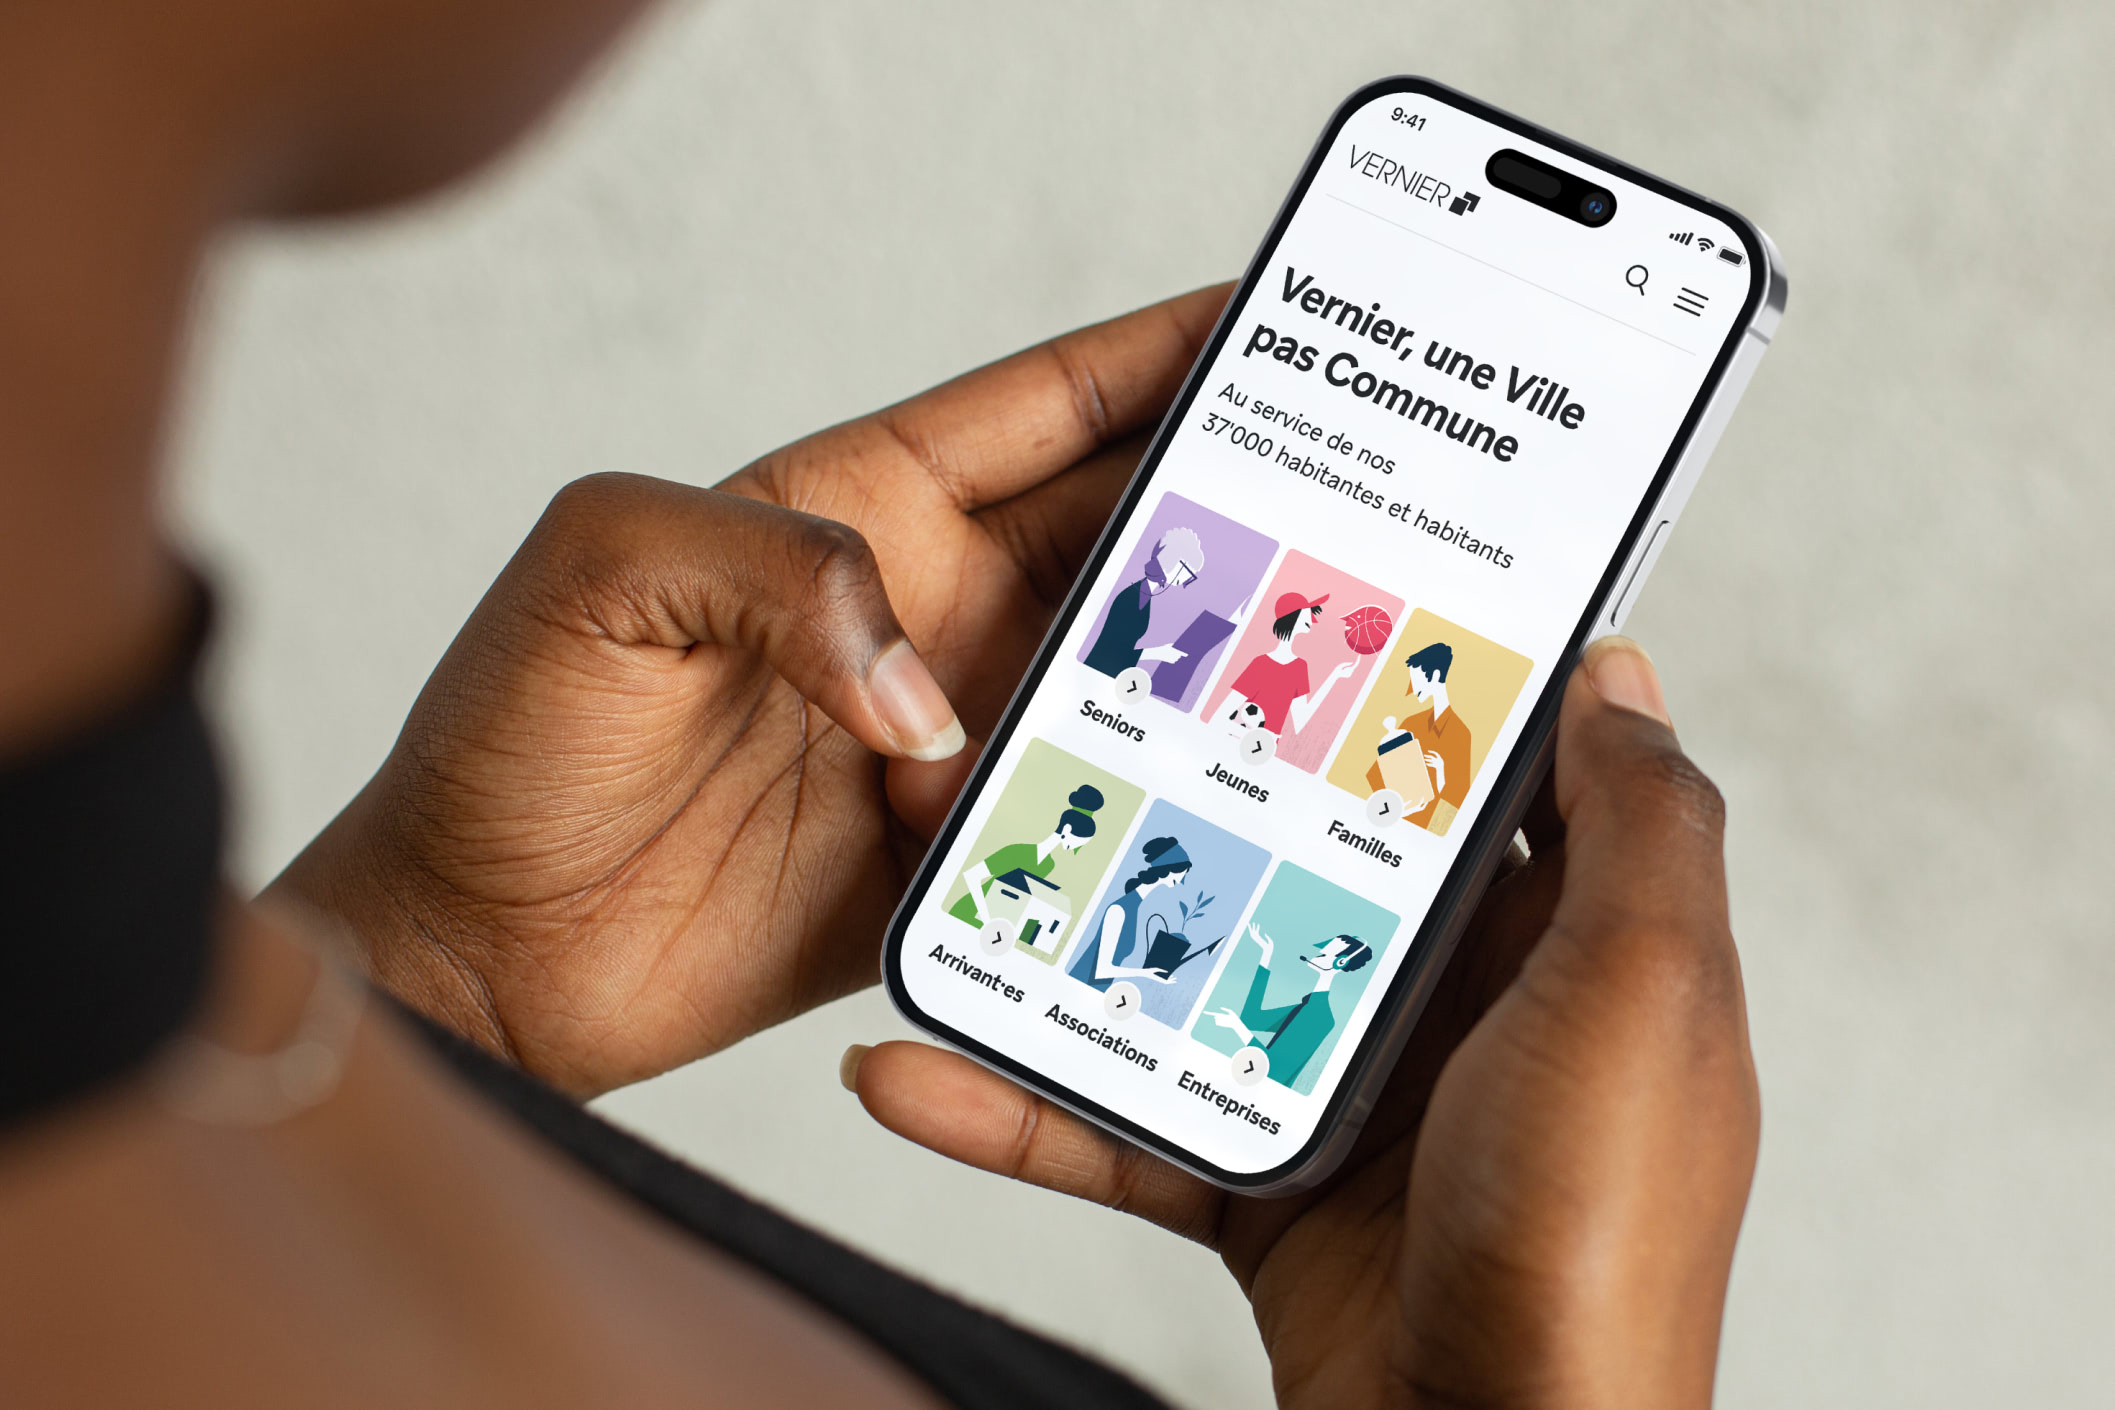 9:41
VERNIER
Vernier, une Ville
pas Commune
Au service de nos
37'000 habitantes et habitants
Seniors
Jeunes
Familles
Arrivant·es
Associations
Entreprises